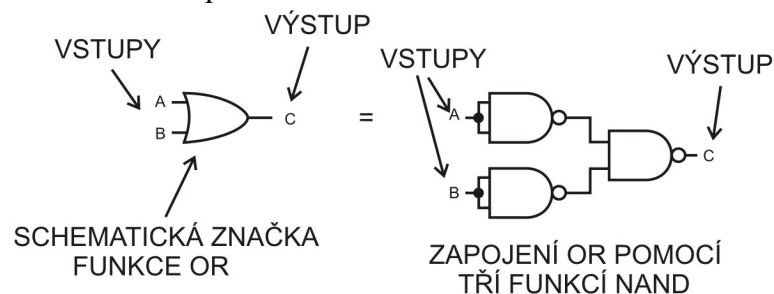 VSTUPY
VÝSTUP
A
B
C
SCHEMATICKÁ ZNAČKA
FUNKCE OR
=
VSTUPY
VÝSTUP
A
B
C
ZAPOJENÍ OR POMOCÍ
TŘÍ FUNKCÍ NAND